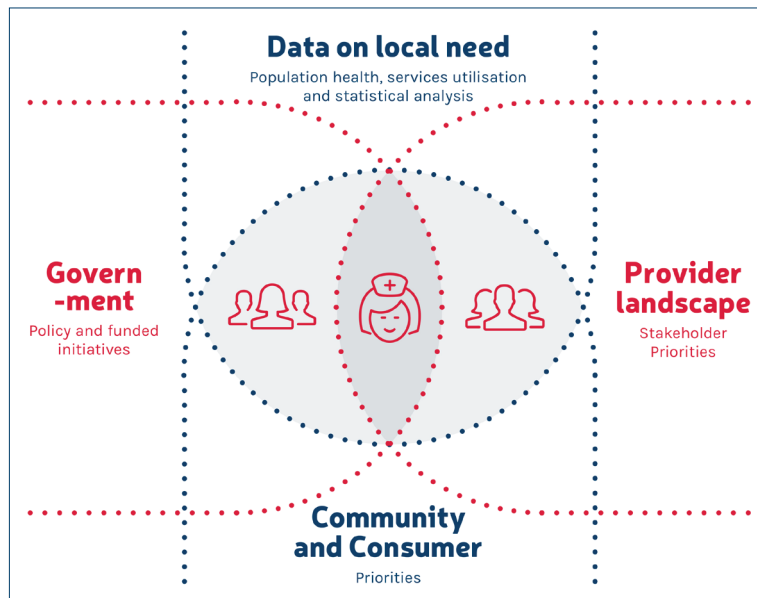 Data on local need
Population health, services utilisation
and statistical analysis
Govern
-ment
Policy and funded
initiatives
Provider
landscape
Stakeholder
Priorities
Community
and Consumer
Priorities